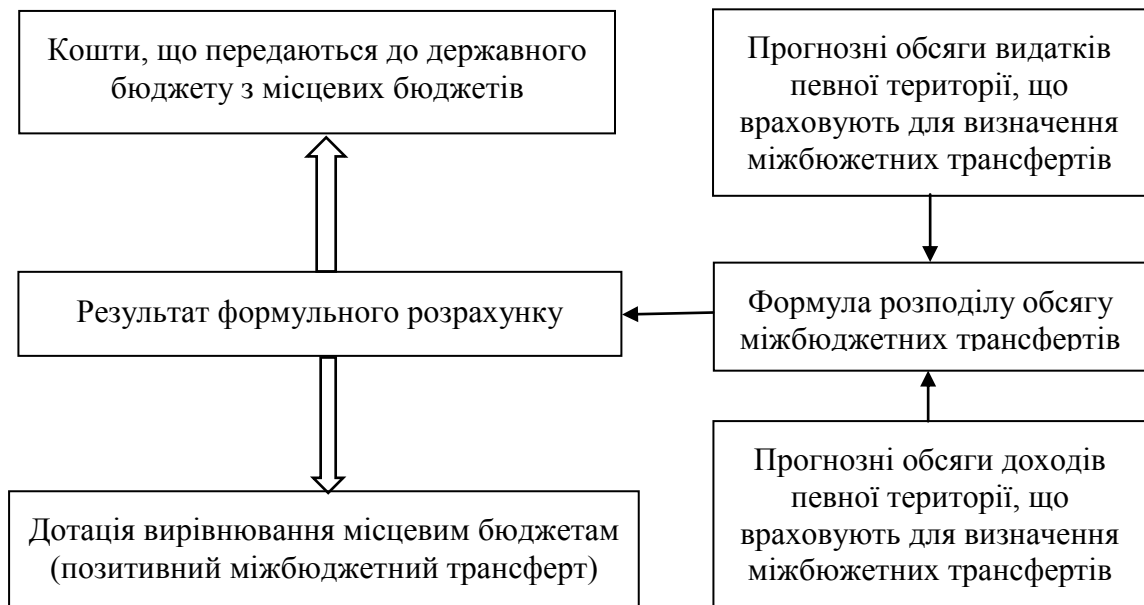 Кошти, що передаються до державного
бюджету з місцевих бюджетів
Прогнозні обсяги видатків
певної території, що
враховують для визначення
міжбюжетних трансфертів
Результат формульного розрахунку
Формула розподілу обсягу
міжбюджетних трансфертів
Дотація вирівнювання місцевим бюджетам
(позитивний міжбюджетний трансферт)
Прогнозні обсяги доходів
певної території, що
враховують для визначення
міжбюжетних трансфертів